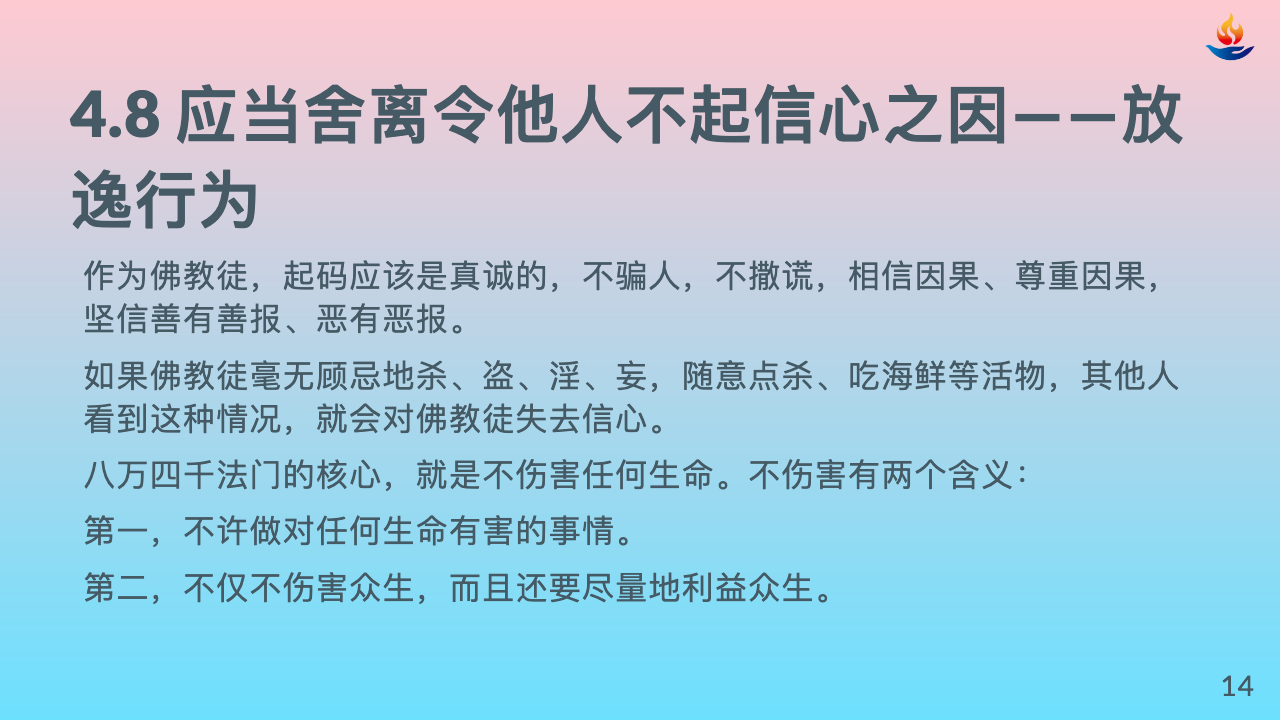 4.8 应当舍离令他人不起信心之因——放
逸行为
作为佛教徒，起码应该是真诚的，不骗人，不撒谎，相信因果、尊重因果，
坚信善有善报、恶有恶报。
如果佛教徒毫无顾忌地杀、盗、淫、妄，随意点杀、吃海鲜等活物，其他人
看到这种情况，就会对佛教徒失去信心。
八万四千法门的核心，就是不伤害任何生命。不伤害有两个含义：
第一，不许做对任何生命有害的事情。
第二，不仅不伤害众生，而且还要尽量地利益众生。
14